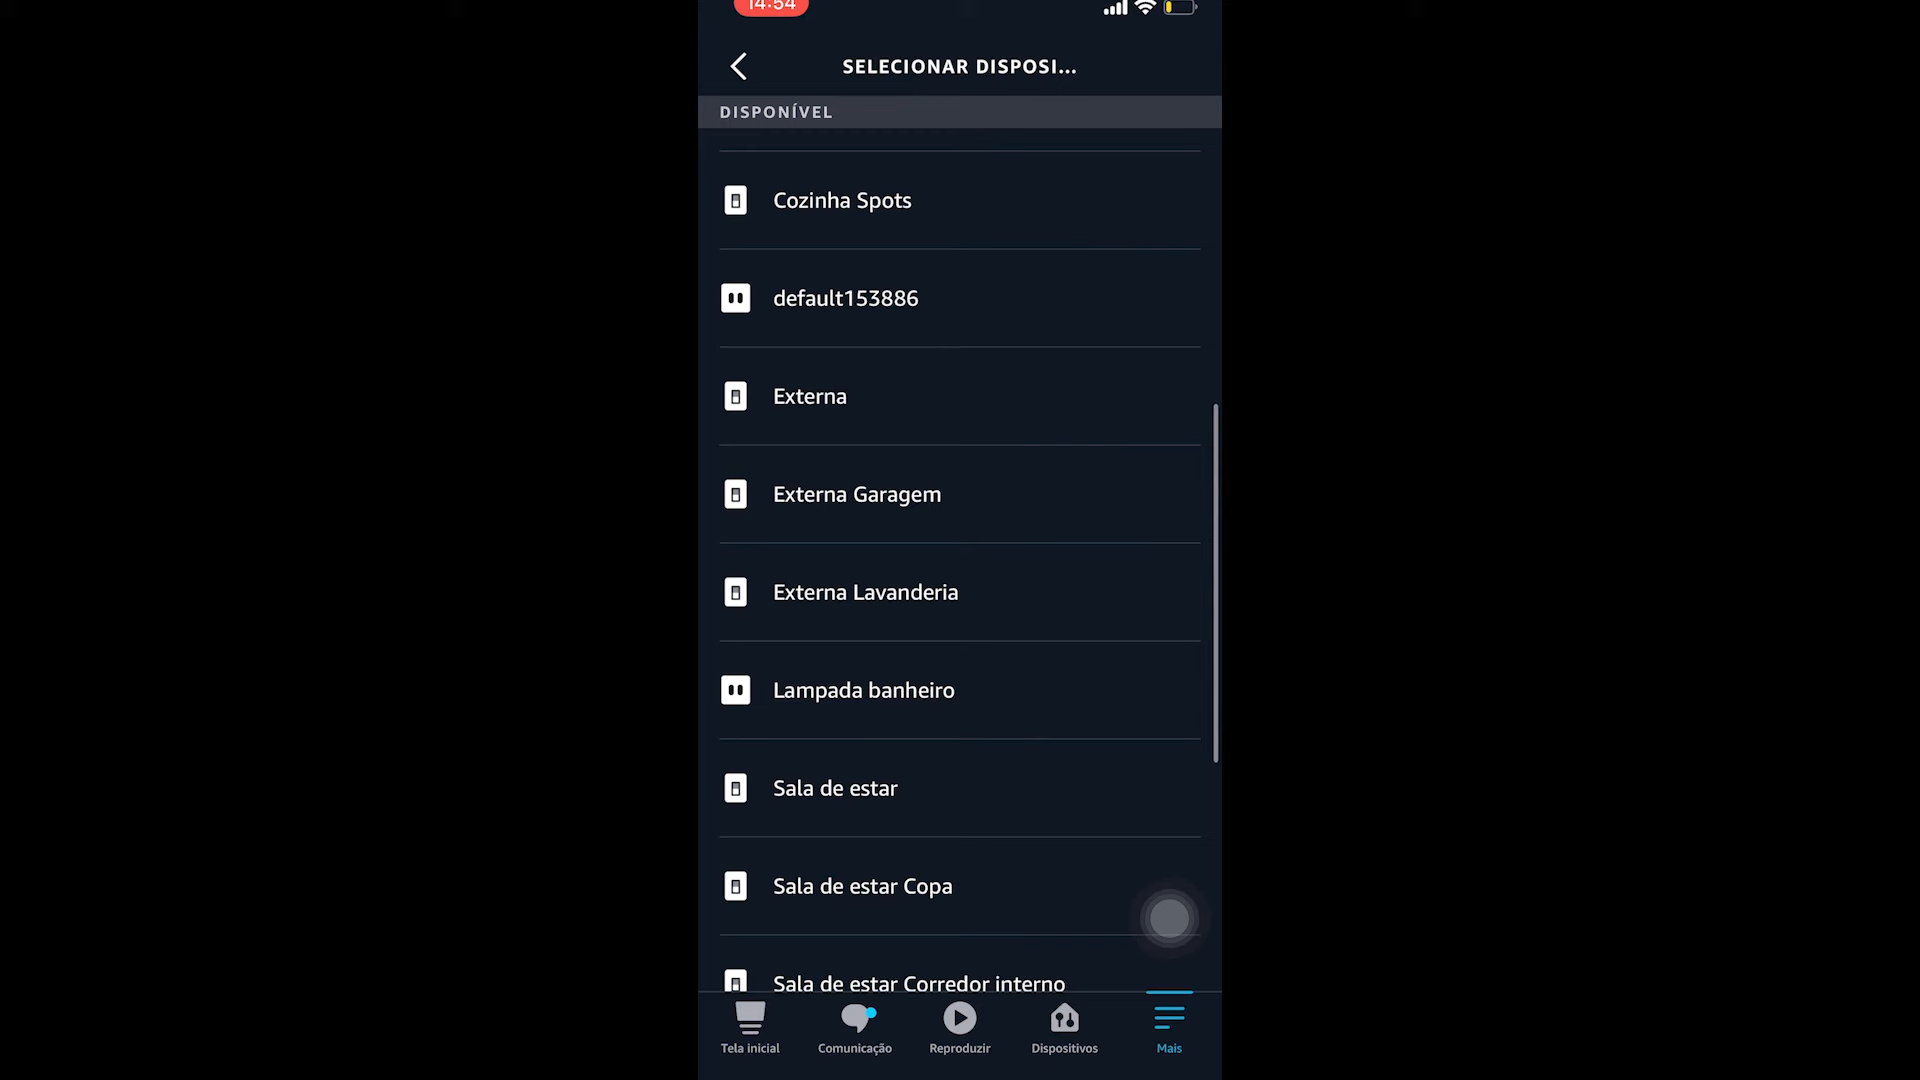 14:54
SELECIONAR DISPOSI...
DISPONÍVEL
Cozinha Spots
default153886
Externa
Externa Garagem
Externa Lavanderia
Lampada banheiro
Sala de estar
Sala de estar Copa
Sala de estar Corredor interno
Tela inicial
Comunicação
Reproduzir
Dispositivos
Mais